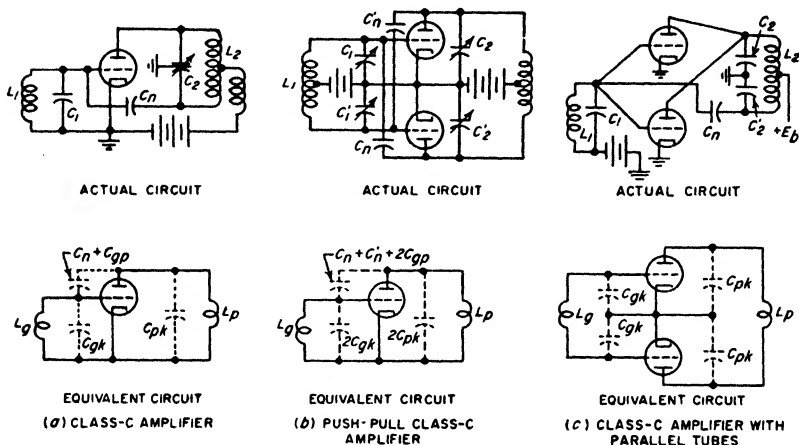 L1
C1
Cn
C2
L2
ACTUAL CIRCUIT
C'n
L1
C1
C'1
Cn
C2
C'2
ACTUAL CIRCUIT
L1
C1
Cn
C2
C'2
L2
+Eb
ACTUAL CIRCUIT
Cn + Cgp
Lg
Cgk
Cpk
Lp
EQUIVALENT CIRCUIT
(a) CLASS-C AMPLIFIER
Cn + C'n + 2Cgp
Lg
2Cgk
2Cpk
Lp
EQUIVALENT CIRCUIT
(b) PUSH-PULL CLASS-C
AMPLIFIER
Lg
Cgk
Cgk
Cpk
Cpk
Lp
EQUIVALENT CIRCUIT
(c) CLASS-C AMPLIFIER WITH
PARALLEL TUBES